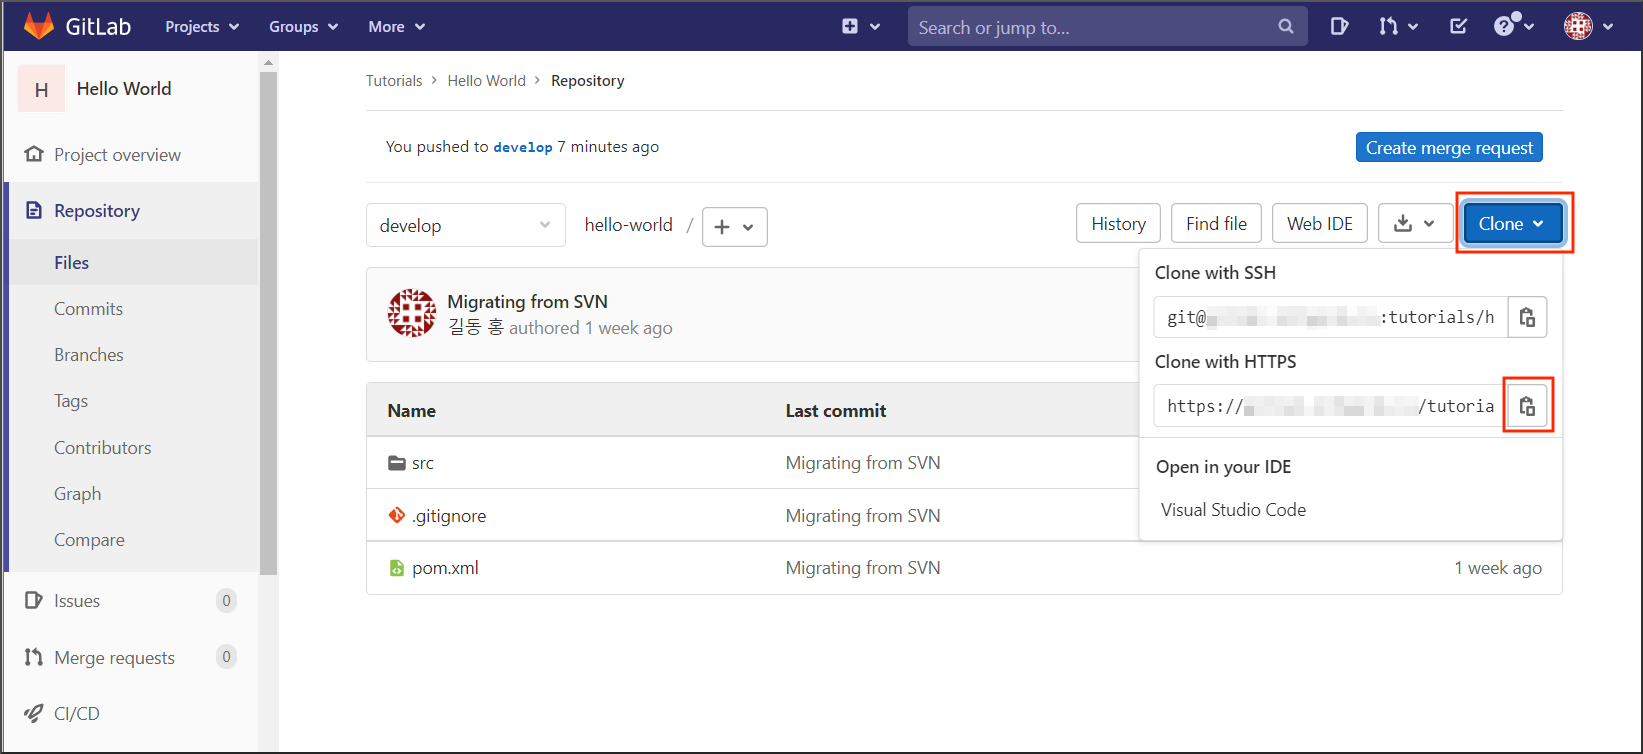 GitLab Projects Groups More Search or jump to...
H Hello World
Project overview
Repository
Files
Commits
Branches
Tags
Contributors
Graph
Compare
Issues 0
Merge requests 0
CI/CD
Tutorials > Hello World > Repository
You pushed to develop 7 minutes ago Create merge request
develop hello-world / + History Find file Web IDE Clone
Migrating from SVN
길동 홍 authored 1 week ago
Clone with SSH
git@ :tutorials/h
Clone with HTTPS
https:// /tutoria
Open in your IDE
Visual Studio Code
Name Last commit
src Migrating from SVN
.gitignore Migrating from SVN
pom.xml Migrating from SVN 1 week ago